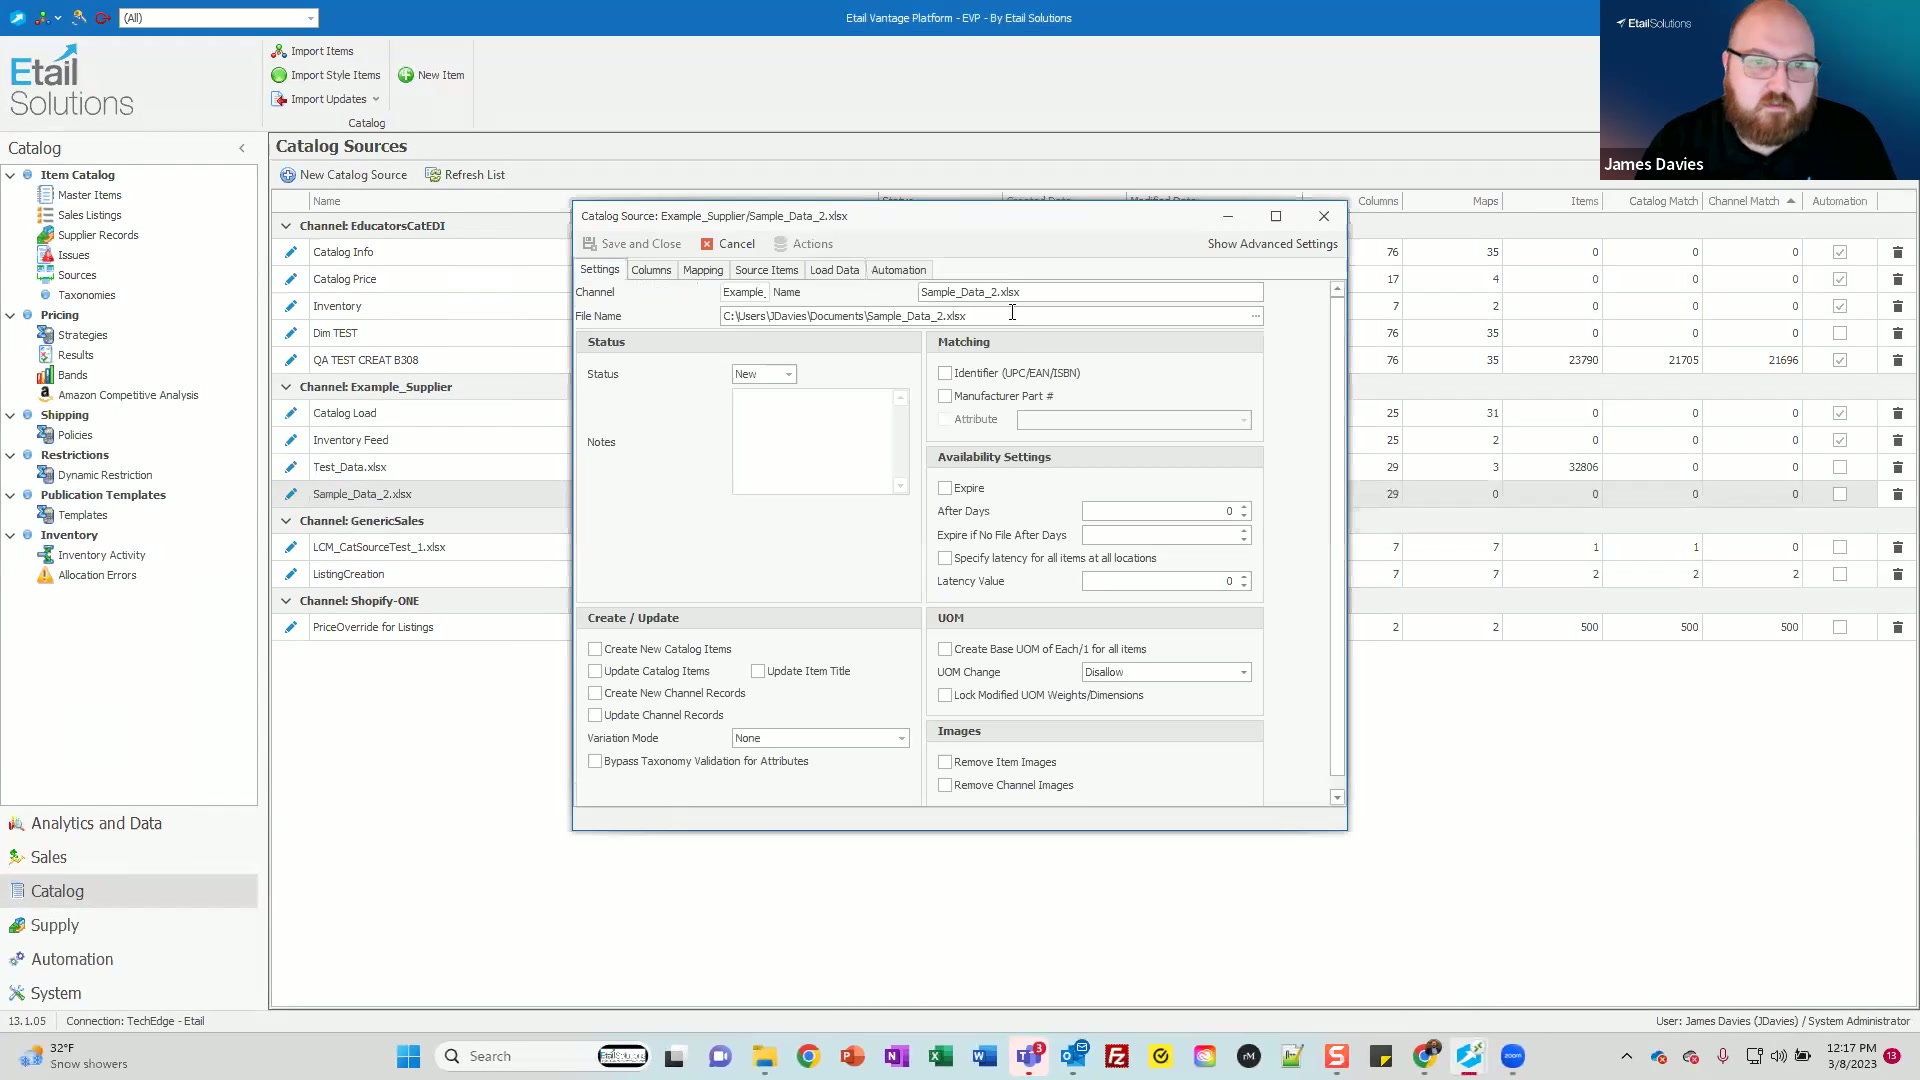 (All)
Etail Vantage Platform - EVP - By Etail Solutions
EtailSolutions
James Davies
Etail
Solutions
Import Items
Import Style Items
Import Updates
New Item
Catalog
Catalog
Item Catalog
Master Items
Sales Listings
Supplier Records
Issues
Sources
Taxonomies
Pricing
Strategies
Results
Bands
Amazon Competitive Analysis
Shipping
Policies
Restrictions
Dynamic Restriction
Publication Templates
Templates
Inventory
Inventory Activity
Allocation Errors
Analytics and Data
Sales
Catalog
Supply
Automation
System
Catalog Sources
New Catalog Source Refresh List
Name Columns Maps Items Catalog Match Channel Match Automation
Channel: EducatorsCatEDI
Catalog Info 76 35 0 0 0
Catalog Price 17 4 0 0 0
Inventory 7 2 0 0 0
Dim TEST 76 35 0 0 0
QA TEST CREAT B308 76 35 23790 21705 21696
Channel: Example_Supplier
Catalog Load 25 31 0 0 0
Inventory Feed 25 2 0 0 0
Test_Data.xlsx 29 3 32806 0 0
Sample_Data_2.xlsx 29 0 0 0 0
Channel: GenericSales
LCM_CatSourceTest_1.xlsx 7 7 1 1 0
ListingCreation 7 7 2 2 2
Channel: Shopify-ONE
PriceOverride for Listings 2 2 500 500 500
Catalog Source: Example_Supplier/Sample_Data_2.xlsx
Save and Close Cancel Actions Show Advanced Settings
Settings Columns Mapping Source Items Load Data Automation
Channel Example_ Name Sample_Data_2.xlsx
File Name C:\Users\JDavies\Documents\Sample_Data_2.xlsx ...
Status
Status New
Notes
Matching
Identifier (UPC/EAN/ISBN)
Manufacturer Part #
Attribute
Availability Settings
Expire
After Days 0
Expire if No File After Days
Specify latency for all items at all locations
Latency Value 0
Create / Update
Create New Catalog Items
Update Catalog Items Update Item Title
Create New Channel Records
Update Channel Records
Variation Mode None
Bypass Taxonomy Validation for Attributes
UOM
Create Base UOM of Each/1 for all items
UOM Change Disallow
Lock Modified UOM Weights/Dimensions
Images
Remove Item Images
Remove Channel Images
13.1.05 Connection: TechEdge - Etail User: James Davies (JDavies) / System Administrator
32°F
Snow showers
Search
EtailSolutions
3
rM
zoom
12:17 PM
3/8/2023
13